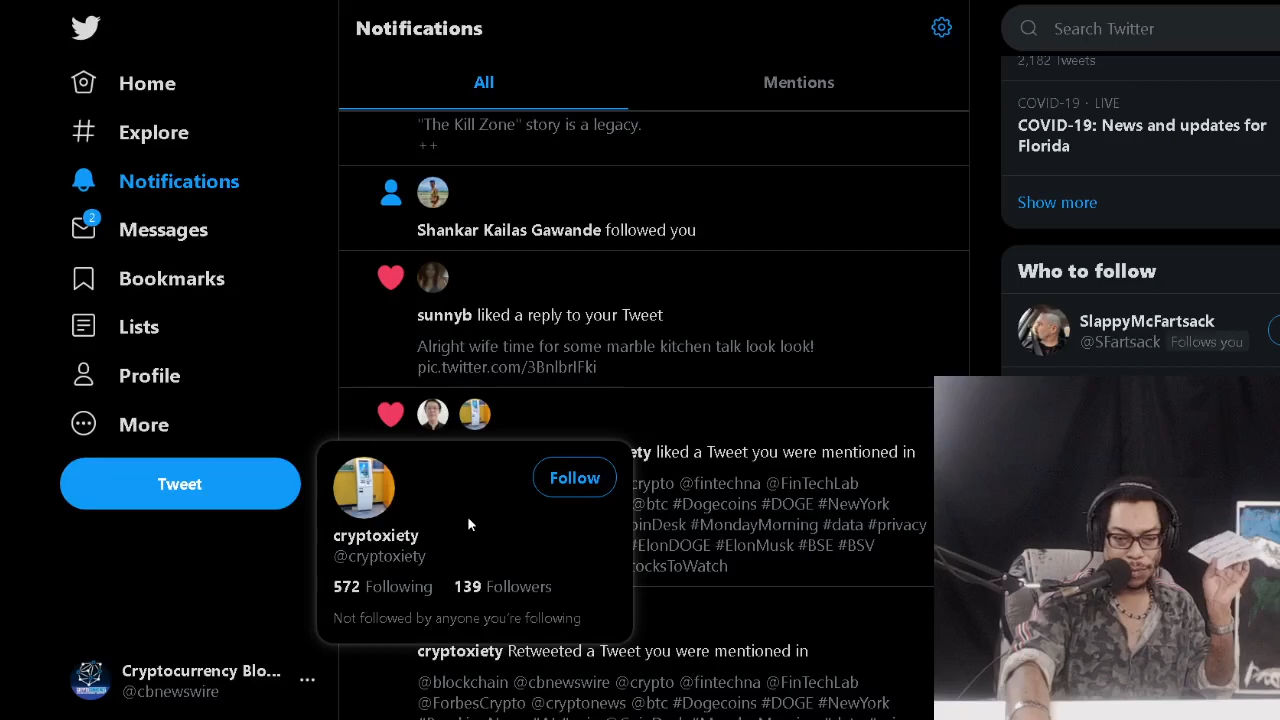 Home
Explore
Notifications
2
Messages
Bookmarks
Lists
Profile
More
Tweet
Cryptocurrency Blo...
@cbnewswire
Notifications
All
Mentions
"The Kill Zone" story is a legacy.
++
Shankar Kailas Gawande followed you
sunnyb liked a reply to your Tweet
Alright wife time for some marble kitchen talk look look!
pic.twitter.com/3BnlbrIFki
ety liked a Tweet you were mentioned in
crypto @fintechna @FinTechLab
@btc #Dogecoins #DOGE #NewYork
oinDesk #MondayMorning #data #privacy
#ElonDOGE #ElonMusk #BSE #BSV
ocksToWatch
Follow
cryptoxiety
@cryptoxiety
572 Following 139 Followers
Not followed by anyone you're following
cryptoxiety Retweeted a Tweet you were mentioned in
@blockchain @cbnewswire @crypto @fintechna @FinTechLab
@ForbesCrypto @cryptonews @btc #Dogecoins #DOGE #NewYork
Search Twitter
2,182 Tweets
COVID-19 · LIVE
COVID-19: News and updates for
Florida
Show more
Who to follow
SlappyMcFartsack
@SFartsack Follows you